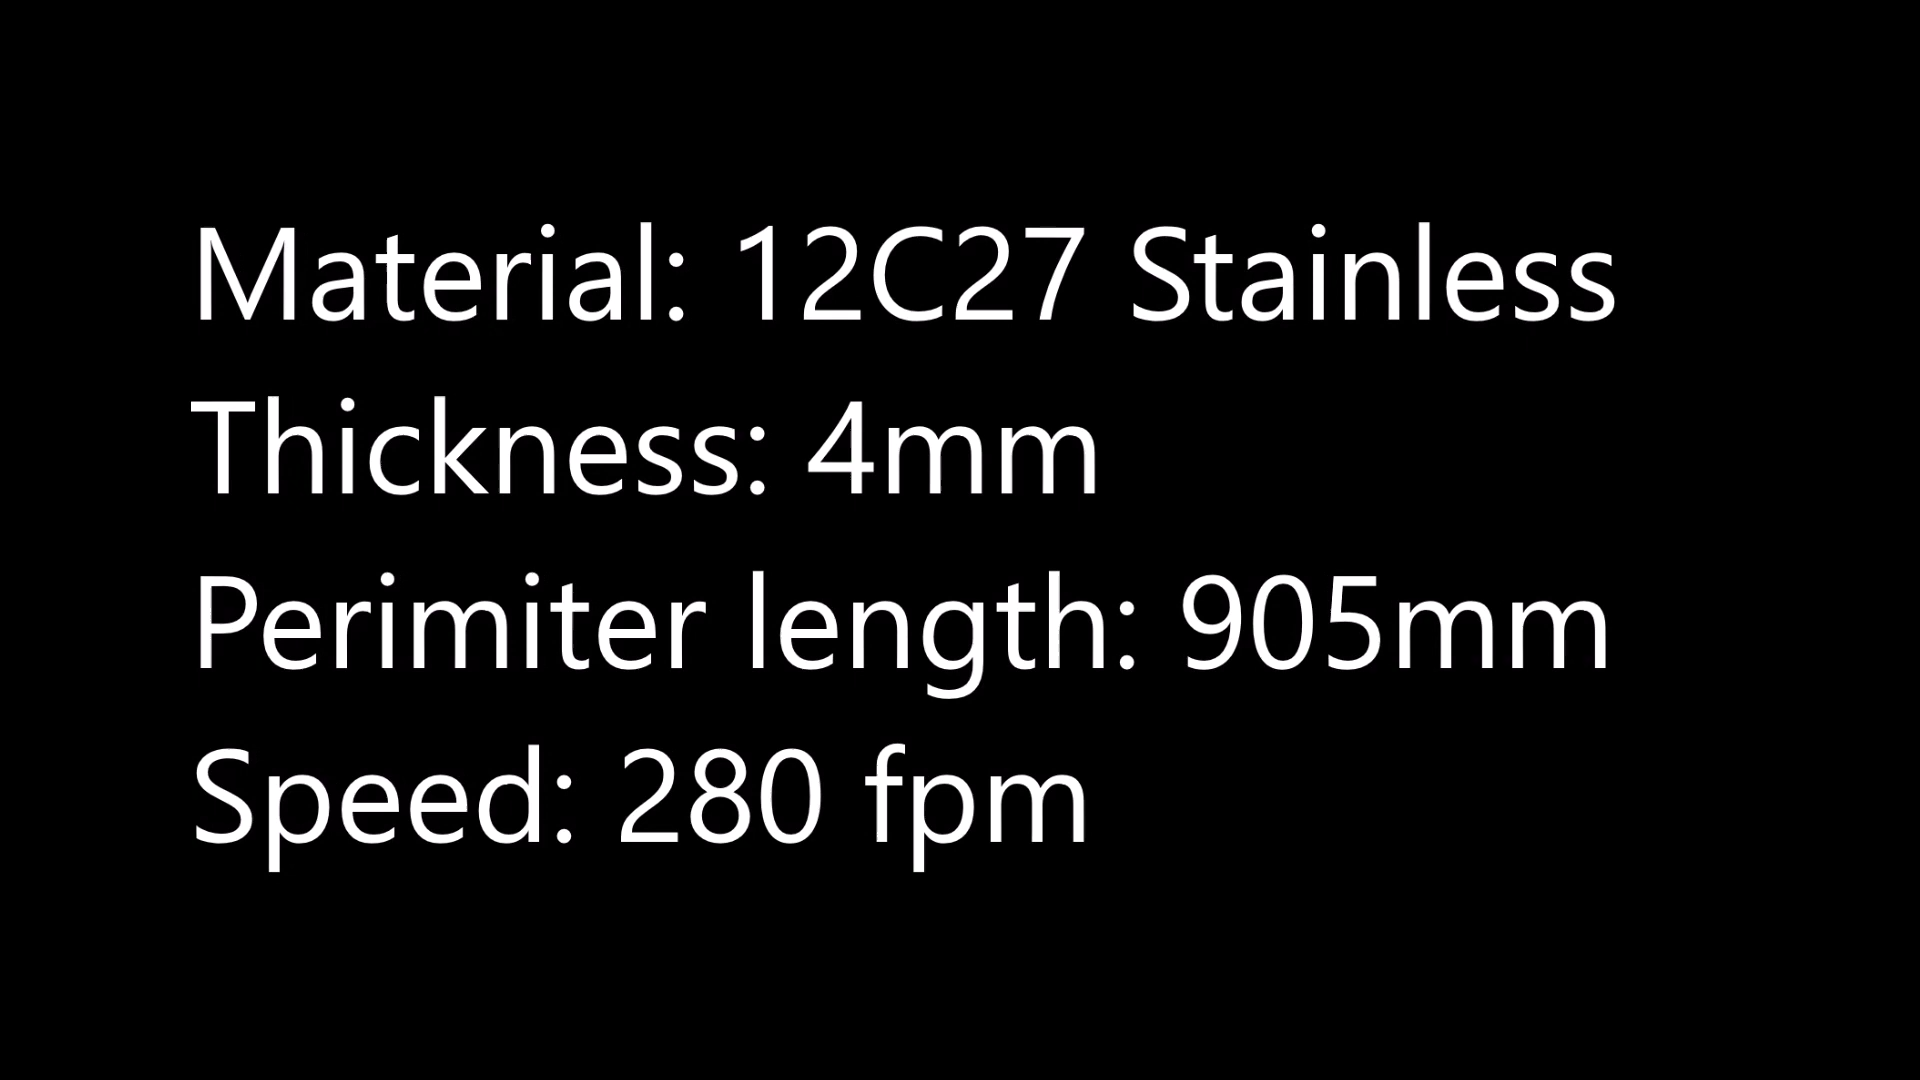 Material: 12C27 Stainless
Thickness: 4mm
Perimiter length: 905mm
Speed: 280 fpm